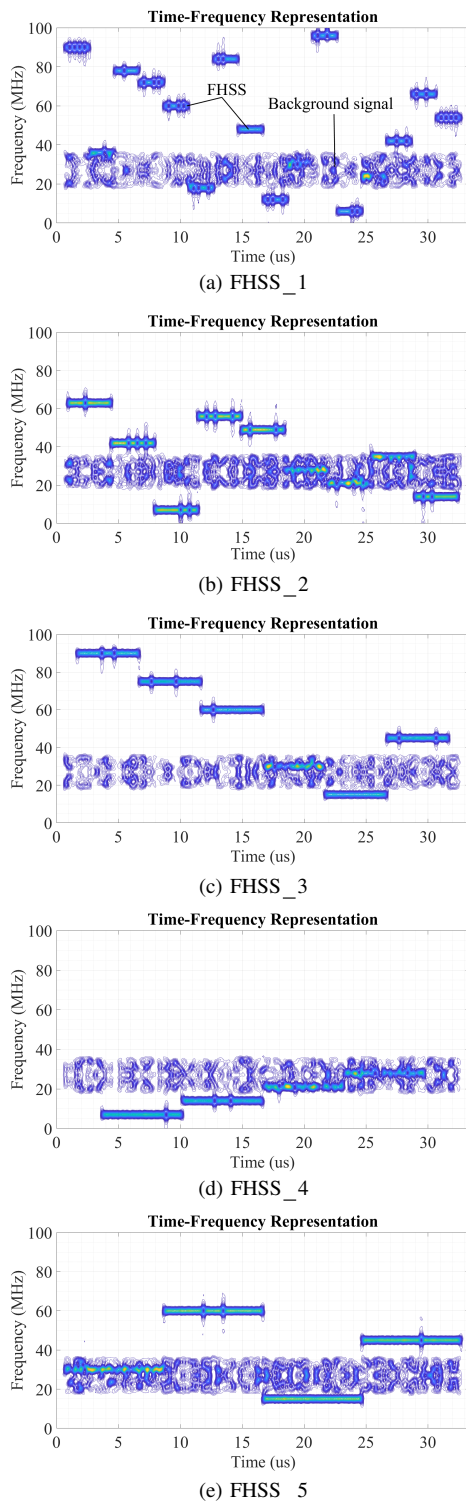 Time-Frequency Representation
100
80
60
40
20
0
Frequency (MHz)
FHSS
Background signal
0 5 10 15 20 25 30
Time (us)
(a) FHSS_1
Time-Frequency Representation
100
80
60
40
20
0
Frequency (MHz)
0 5 10 15 20 25 30
Time (us)
(b) FHSS_2
Time-Frequency Representation
100
80
60
40
20
0
Frequency (MHz)
0 5 10 15 20 25 30
Time (us)
(c) FHSS_3
Time-Frequency Representation
100
80
60
40
20
0
Frequency (MHz)
0 5 10 15 20 25 30
Time (us)
(d) FHSS_4
Time-Frequency Representation
100
80
60
40
20
0
Frequency (MHz)
0 5 10 15 20 25 30
Time (us)
(e) FHSS_5